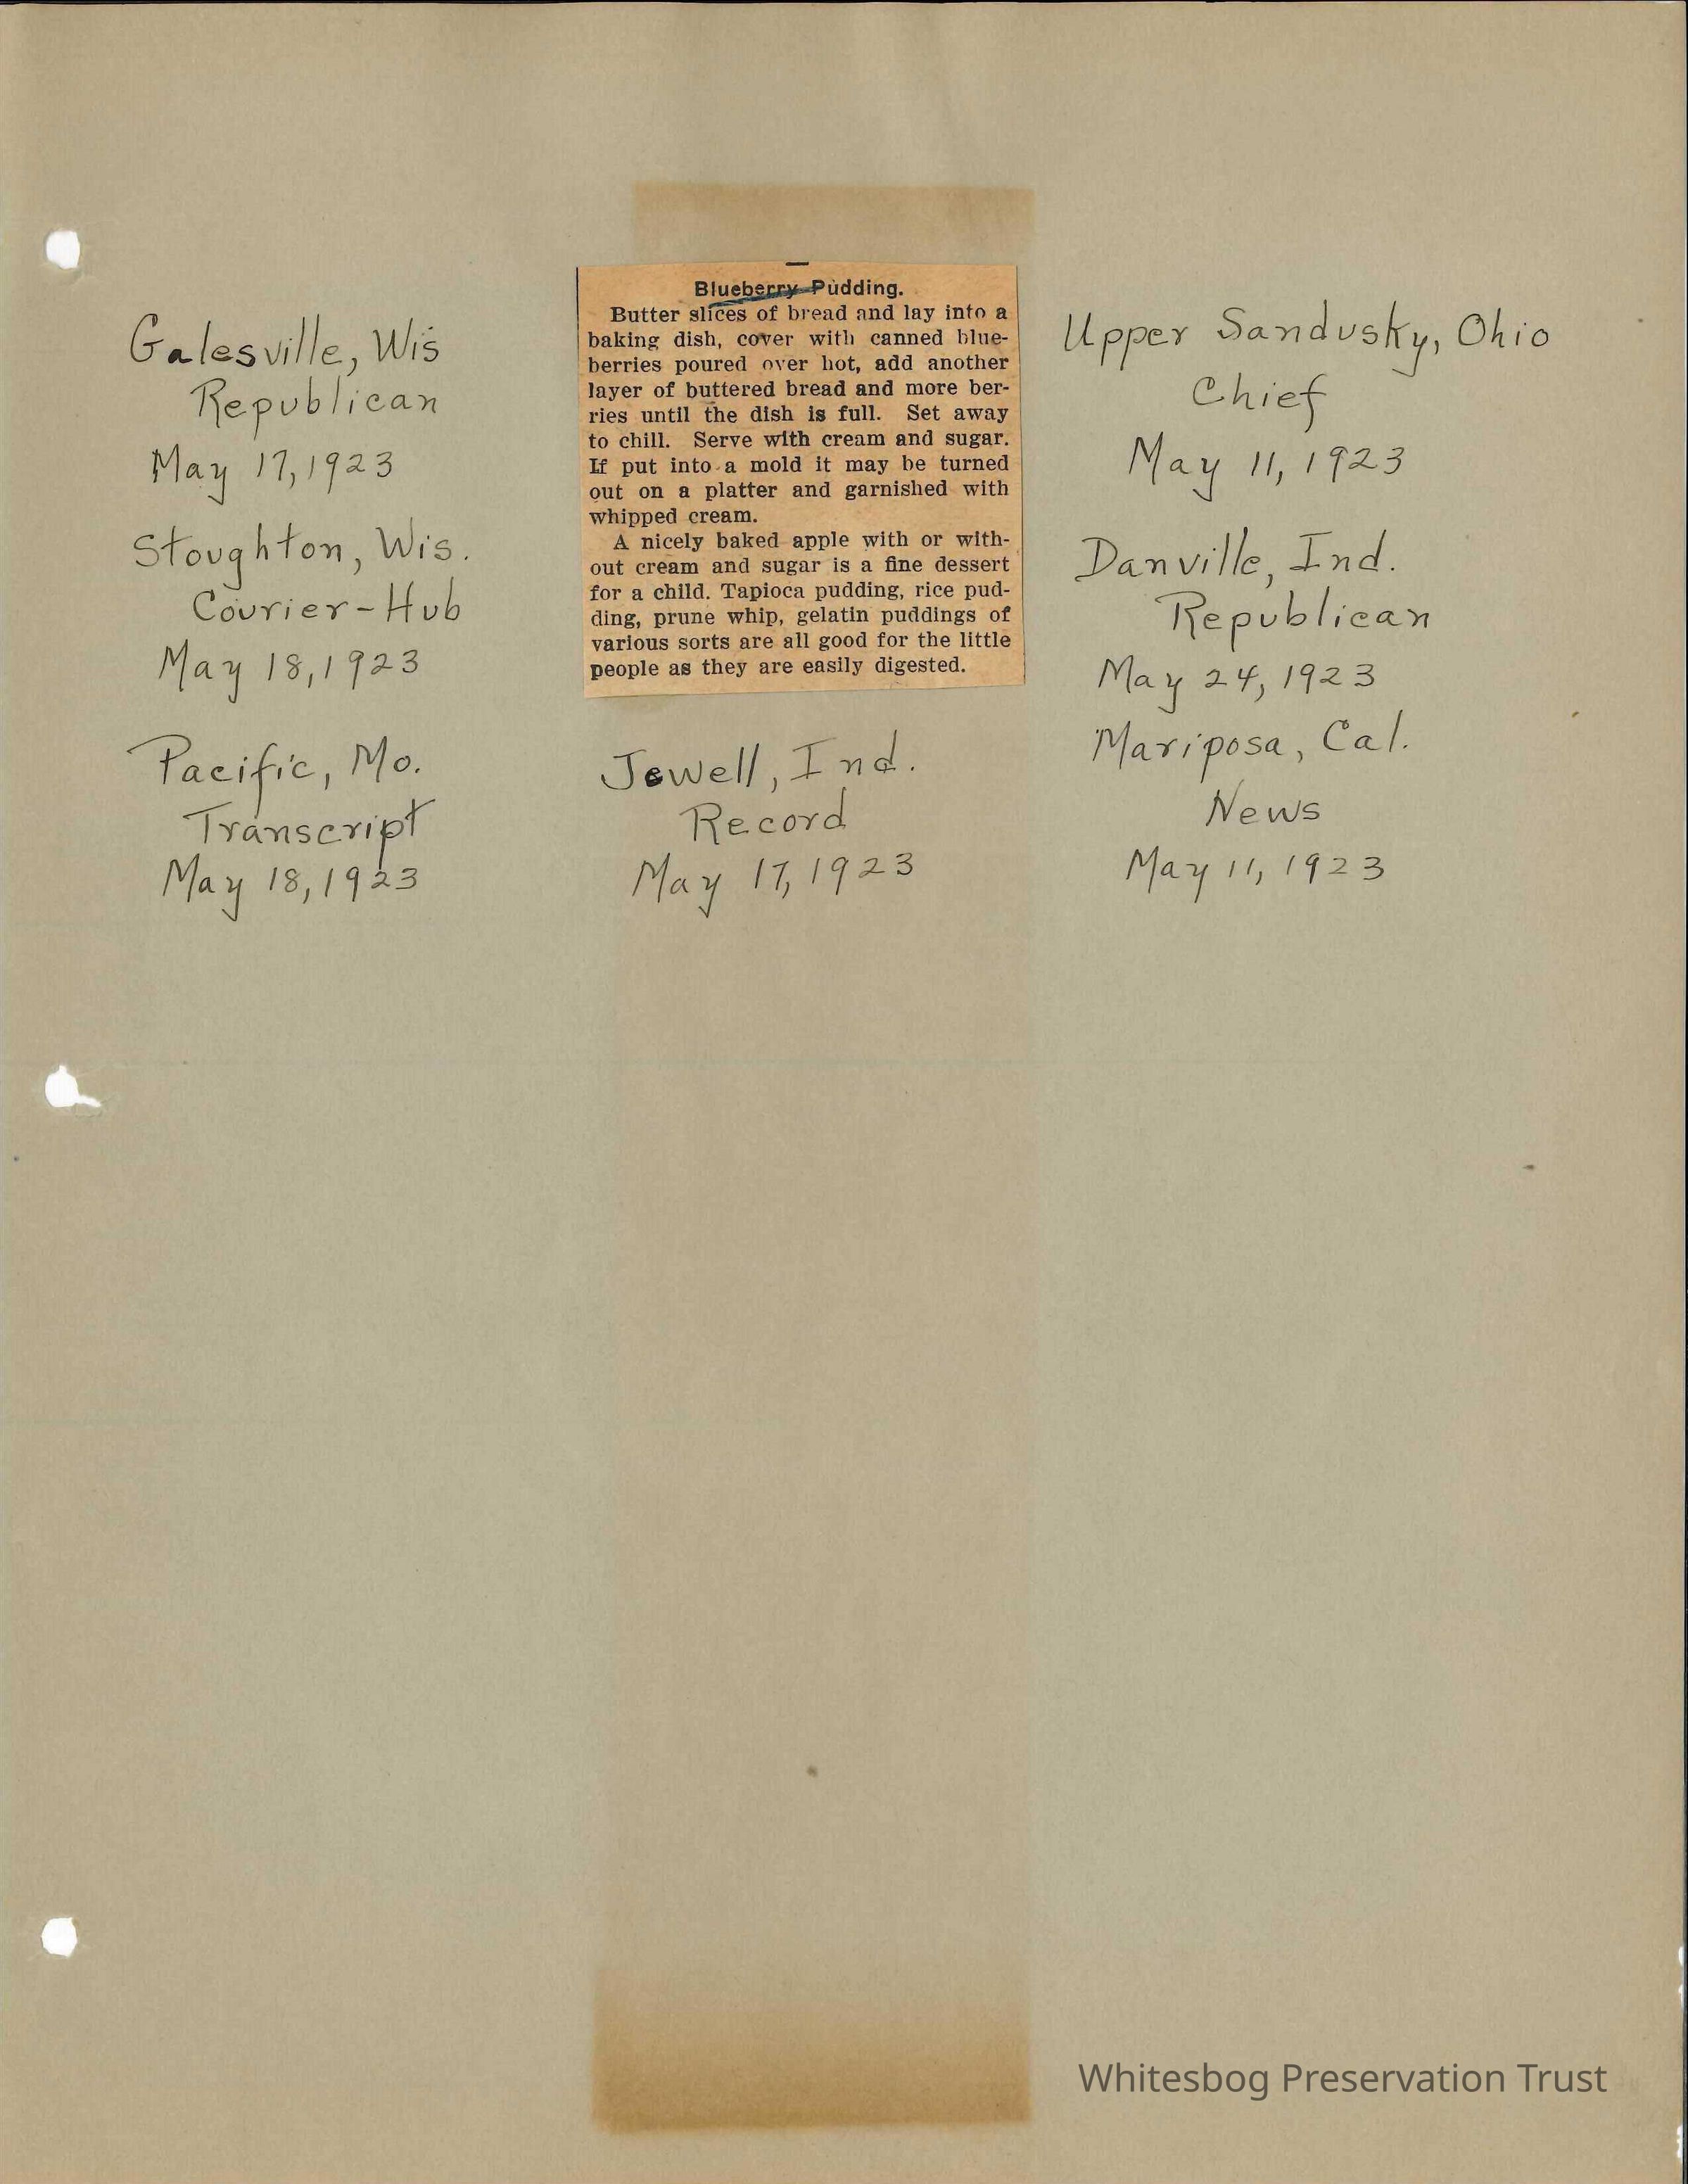 Galesville, Wis
Republican
May 17, 1923
Stoughton, Wis.
Courier-Hub
May 18, 1923
Pacific, Mo.
Transcript
May 18, 1923
Blueberry Pudding.
Butter slices of bread and lay into a
baking dish, cover with canned blue-
berries poured over hot, add another
layer of buttered bread and more ber-
ries until the dish is full. Set away
to chill. Serve with cream and sugar.
If put into a mold it may be turned
out on a platter and garnished with
whipped cream.
A nicely baked apple with or with-
out cream and sugar is a fine dessert
for a child. Tapioca pudding, rice pud-
ding, prune whip, gelatin puddings of
various sorts are all good for the little
people as they are easily digested.
Jewell, Ind.
Record
May 17, 1923
Upper Sandusky, Ohio
Chief
May 11, 1923
Danville, Ind.
Republican
May 24, 1923
Mariposa, Cal.
News
May 11, 1923
Whitesbog Preservation Trust